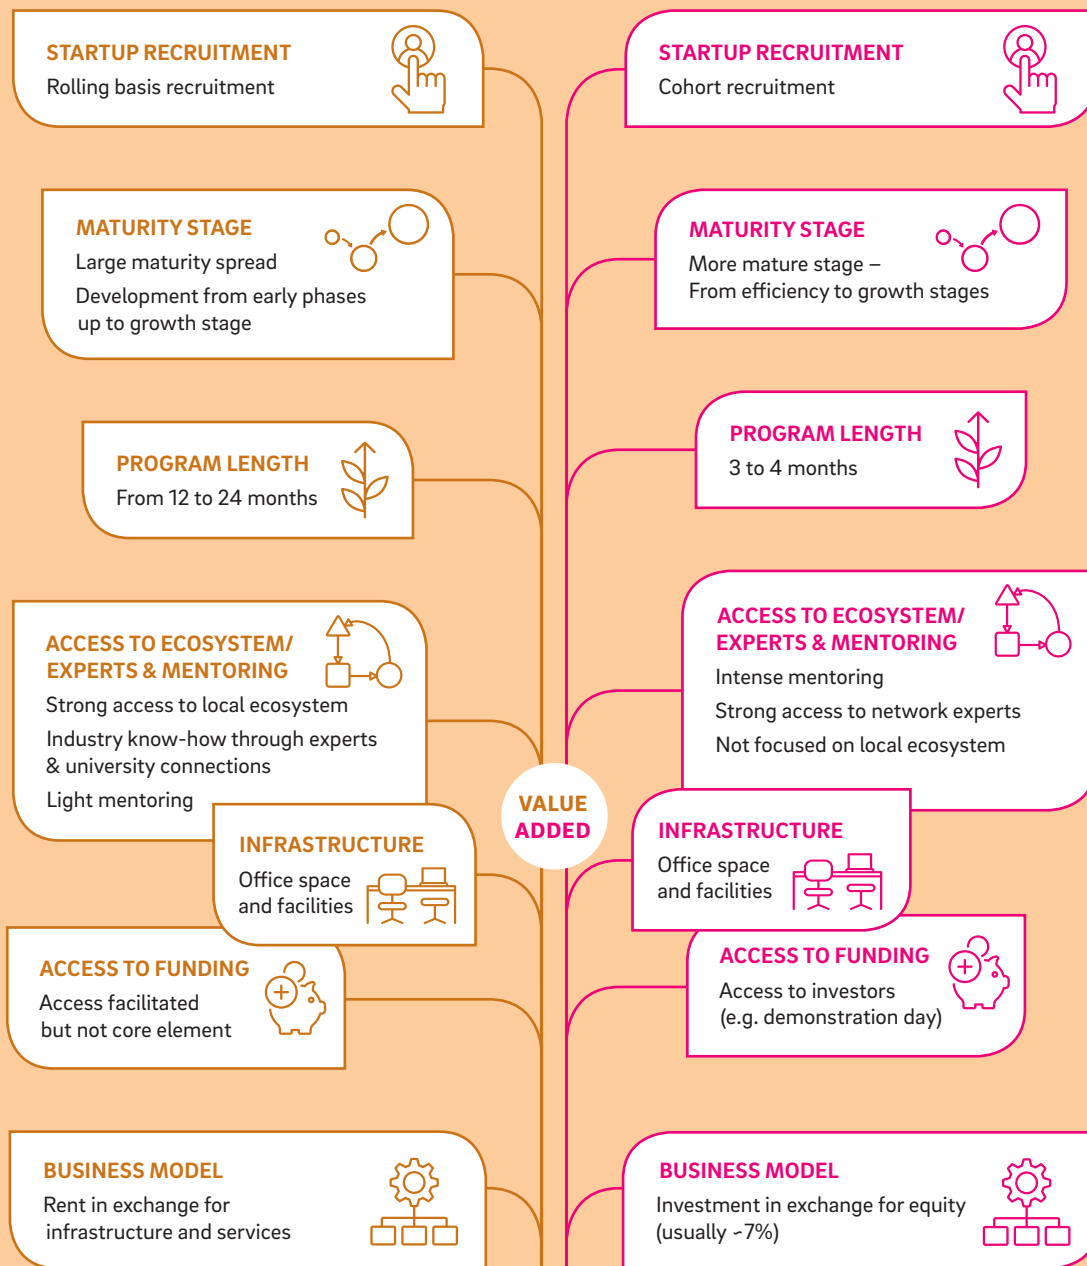 STARTUP RECRUITMENT
Rolling basis recruitment
MATURITY STAGE
Large maturity spread
Development from early phases
up to growth stage
PROGRAM LENGTH
From 12 to 24 months
ACCESS TO ECOSYSTEM/
EXPERTS & MENTORING
Strong access to local ecosystem
Industry know-how through experts
& university connections
Light mentoring
INFRASTRUCTURE
Office space
and facilities
ACCESS TO FUNDING
Access facilitated
but not core element
BUSINESS MODEL
Rent in exchange for
infrastructure and services
VALUE
ADDED
STARTUP RECRUITMENT
Cohort recruitment
MATURITY STAGE
More mature stage –
From efficiency to growth stages
PROGRAM LENGTH
3 to 4 months
ACCESS TO ECOSYSTEM/
EXPERTS & MENTORING
Intense mentoring
Strong access to network experts
Not focused on local ecosystem
INFRASTRUCTURE
Office space
and facilities
ACCESS TO FUNDING
Access to investors
(e.g. demonstration day)
BUSINESS MODEL
Investment in exchange for equity
(usually ~7%)